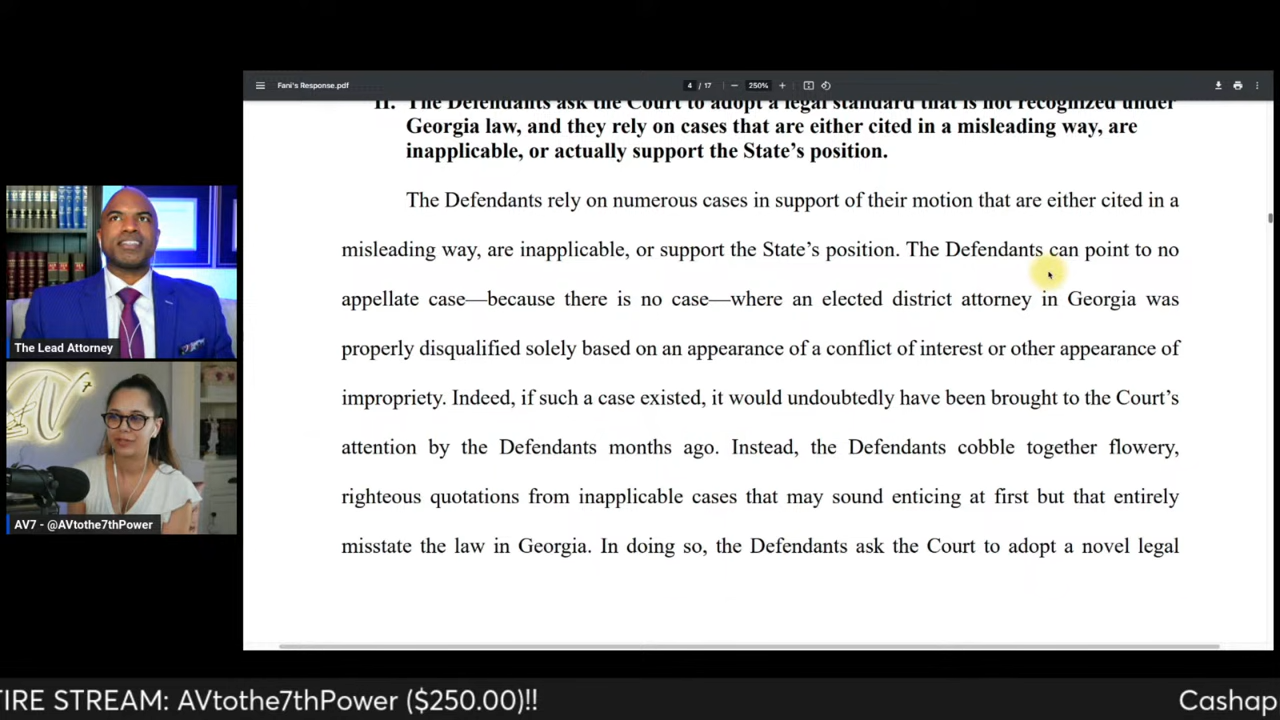 Fani's Response.pdf
4 / 17
250%
II. The Defendants ask the Court to adopt a legal standard that is not recognized under
Georgia law, and they rely on cases that are either cited in a misleading way, are
inapplicable, or actually support the State's position.
The Defendants rely on numerous cases in support of their motion that are either cited in a
misleading way, are inapplicable, or support the State's position. The Defendants can point to no
appellate case—because there is no case—where an elected district attorney in Georgia was
properly disqualified solely based on an appearance of a conflict of interest or other appearance of
impropriety. Indeed, if such a case existed, it would undoubtedly have been brought to the Court's
attention by the Defendants months ago. Instead, the Defendants cobble together flowery,
righteous quotations from inapplicable cases that may sound enticing at first but that entirely
misstate the law in Georgia. In doing so, the Defendants ask the Court to adopt a novel legal
The Lead Attorney
AV7
AV7 - @AVtothe7thPower
TIRE STREAM: AVtothe7thPower ($250.00)!!
Cashap